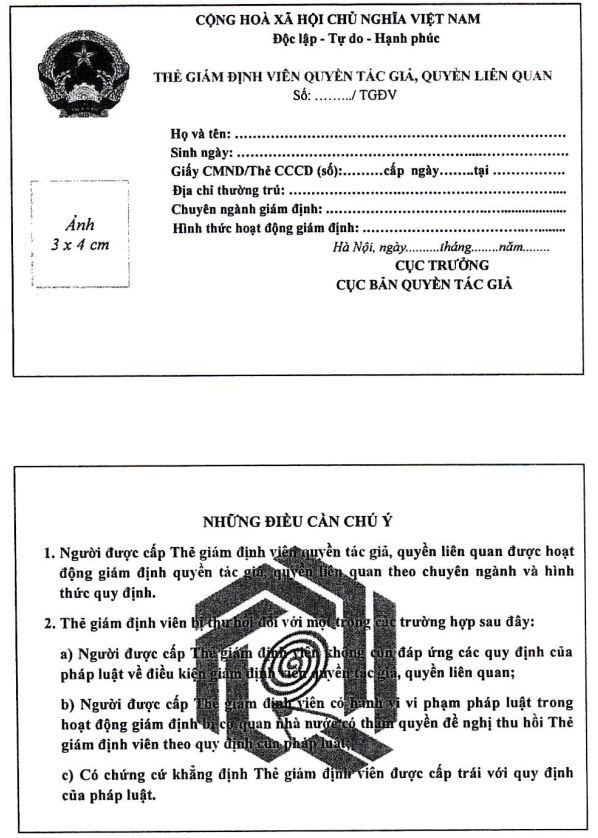 CỘNG HOÀ XÃ HỘI CHỦ NGHĨA VIỆT NAM
Độc lập - Tự do - Hạnh phúc
THẺ GIÁM ĐỊNH VIÊN QUYỀN TÁC GIẢ, QUYỀN LIÊN QUAN
Số: ………/ TGĐV
Họ và tên: ……………………………………………………
Sinh ngày: ……………………………………………………
Giấy CMND/Thẻ CCCD (số):………cấp ngày……..tại ……………
Địa chỉ thường trú: ……………………………………………
Chuyên ngành giám định: ………………………………………
Hình thức hoạt động giám định: …………………………………
Ảnh
3 x 4 cm
Hà Nội, ngày..........tháng........năm........
CỤC TRƯỞNG
CỤC BẢN QUYỀN TÁC GIẢ
NHỮNG ĐIỀU CẦN CHÚ Ý
1. Người được cấp Thẻ giám định viên quyền tác giả, quyền liên quan được hoạt
động giám định quyền tác giả, quyền liên quan theo chuyên ngành và hình
thức quy định.
2. Thẻ giám định viên bị thu hồi đối với một trong các trường hợp sau đây:
a) Người được cấp Thẻ giám định viên không còn đáp ứng các quy định của
pháp luật về điều kiện giám định viên quyền tác giả, quyền liên quan;
b) Người được cấp Thẻ giám định viên có hành vi vi phạm pháp luật trong
hoạt động giám định bị cơ quan nhà nước có thẩm quyền đề nghị thu hồi Thẻ
giám định viên theo quy định của pháp luật;
c) Có chứng cứ khẳng định Thẻ giám định viên được cấp trái với quy định
của pháp luật.